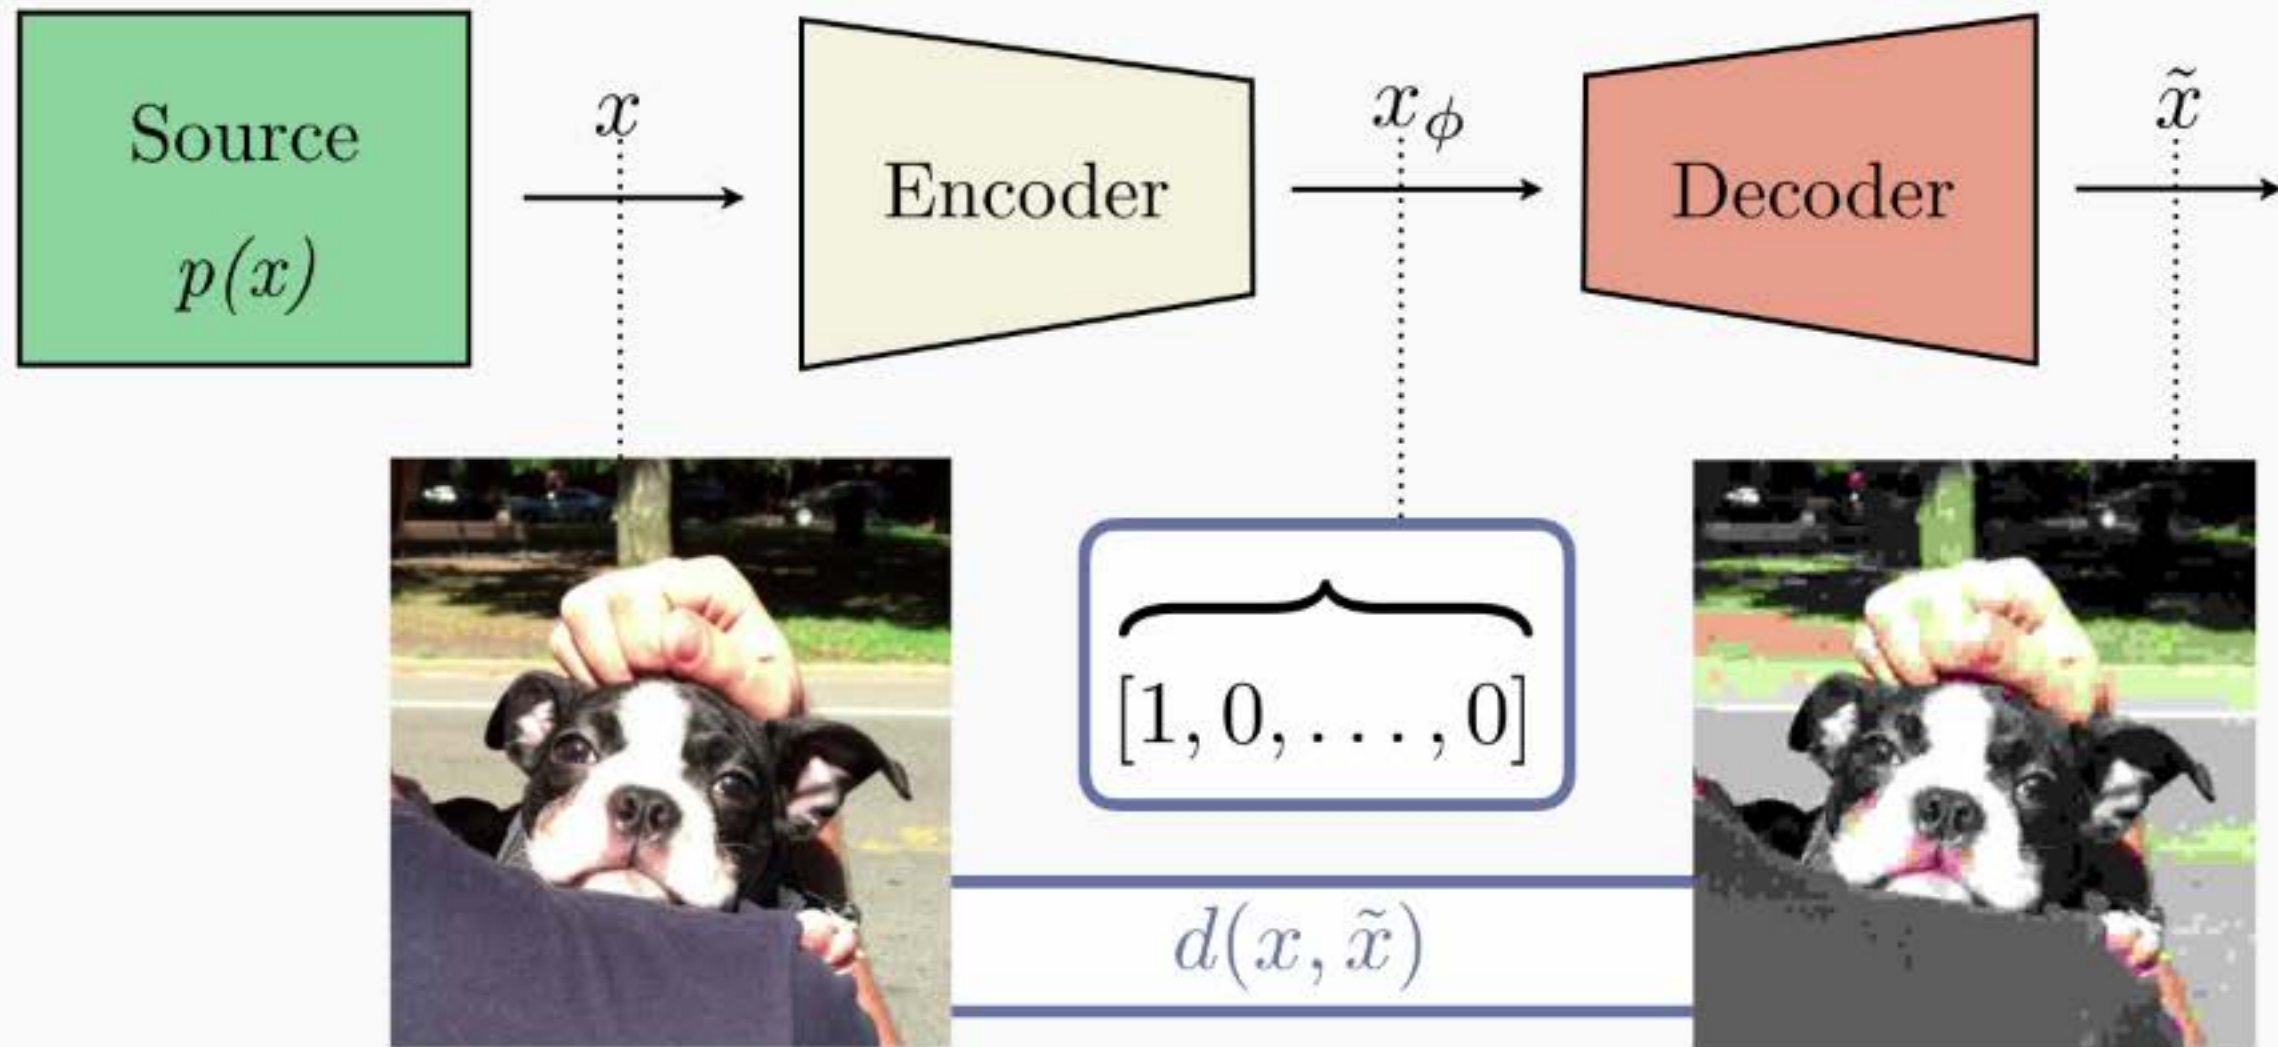 Source
p(x)
x
Encoder
x_ϕ
Decoder
x̃
[1, 0, . . . , 0]
d(x, x̃)